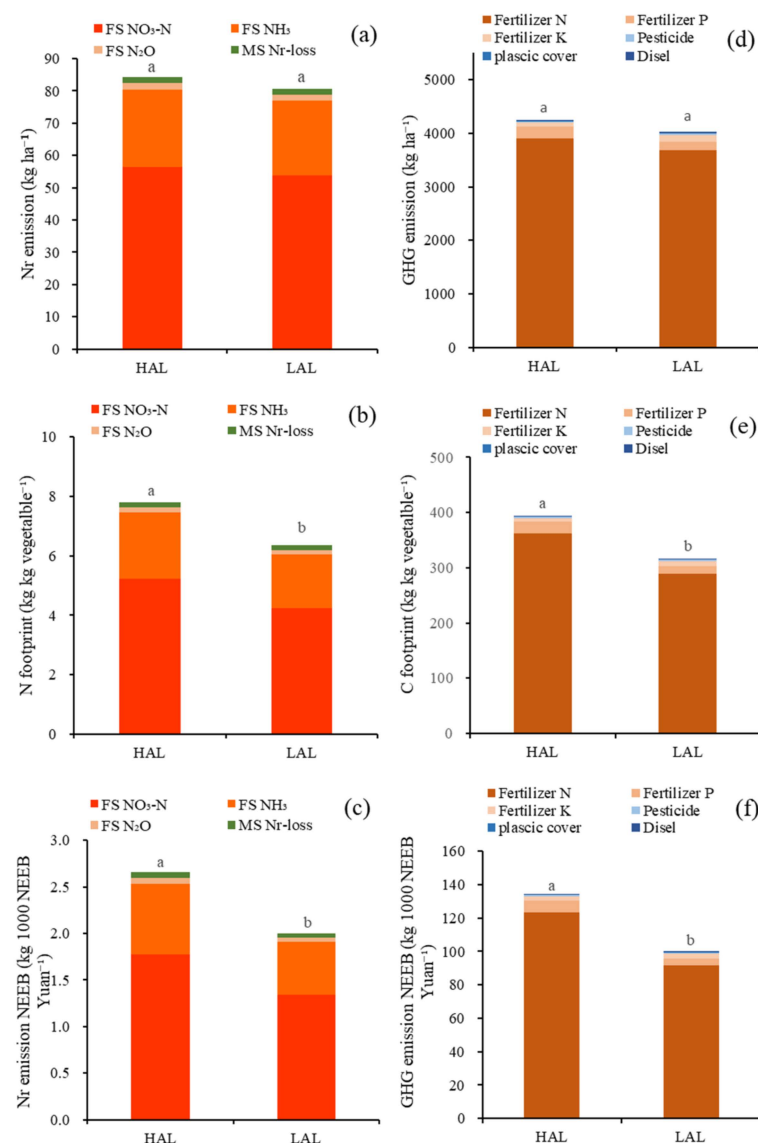 FS NO₃-N FS NH₃
FS N₂O MS Nr-loss
(a)
Nr emission (kg ha⁻¹)
90
80
70
60
50
40
30
20
10
0
a a
HAL LAL
Fertilizer N Fertilizer P
Fertilizer K Pesticide
plascic cover Disel
(d)
GHG emission (kg ha⁻¹)
5000
4000
3000
2000
1000
0
a a
HAL LAL
FS NO₃-N FS NH₃
FS N₂O MS Nr-loss
(b)
N footprint (kg kg vegetalble⁻¹)
10
8
6
4
2
0
a b
HAL LAL
Fertilizer N Fertilizer P
Fertilizer K Pesticide
plascic cover Disel
(e)
C footprint (kg kg vegetalble⁻¹)
500
400
300
200
100
0
a b
HAL LAL
FS NO₃-N FS NH₃
FS N₂O MS Nr-loss
(c)
Nr emission NEEB (kg 1000 NEEB
Yuan⁻¹)
3.0
2.5
2.0
1.5
1.0
0.5
0.0
a b
HAL LAL
Fertilizer N Fertilizer P
Fertilizer K Pesticide
plascic cover Disel
(f)
GHG emission NEEB (kg 1000 NEEB
Yuan⁻¹)
160
140
120
100
80
60
40
20
0
a b
HAL LAL